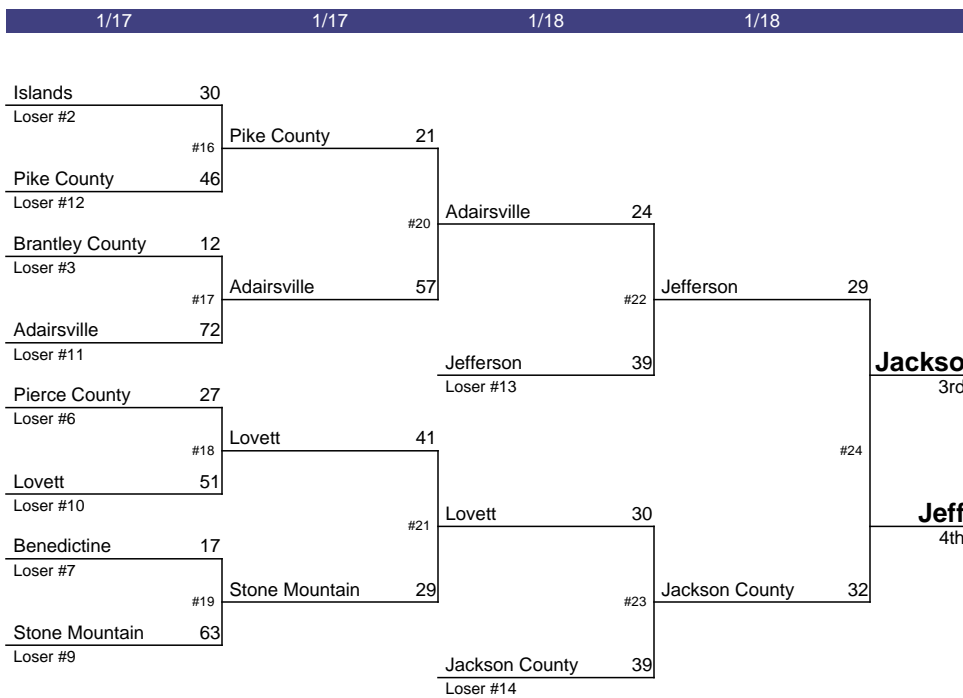 1/17 1/17 1/18 1/18
Islands 30
Loser #2
#16
Pike County 21
Pike County 46
Loser #12
#20
Adairsville 24
Brantley County 12
Loser #3
#17
Adairsville 57
#22
Jefferson 29
Adairsville 72
Loser #11
Jefferson 39
Loser #13
Jackso
3rd
Pierce County 27
Loser #6
#18
Lovett 41
#24
Lovett 51
Loser #10
#21
Lovett 30
Jeff
4th
Benedictine 17
Loser #7
#19
Stone Mountain 29
#23
Jackson County 32
Stone Mountain 63
Loser #9
Jackson County 39
Loser #14